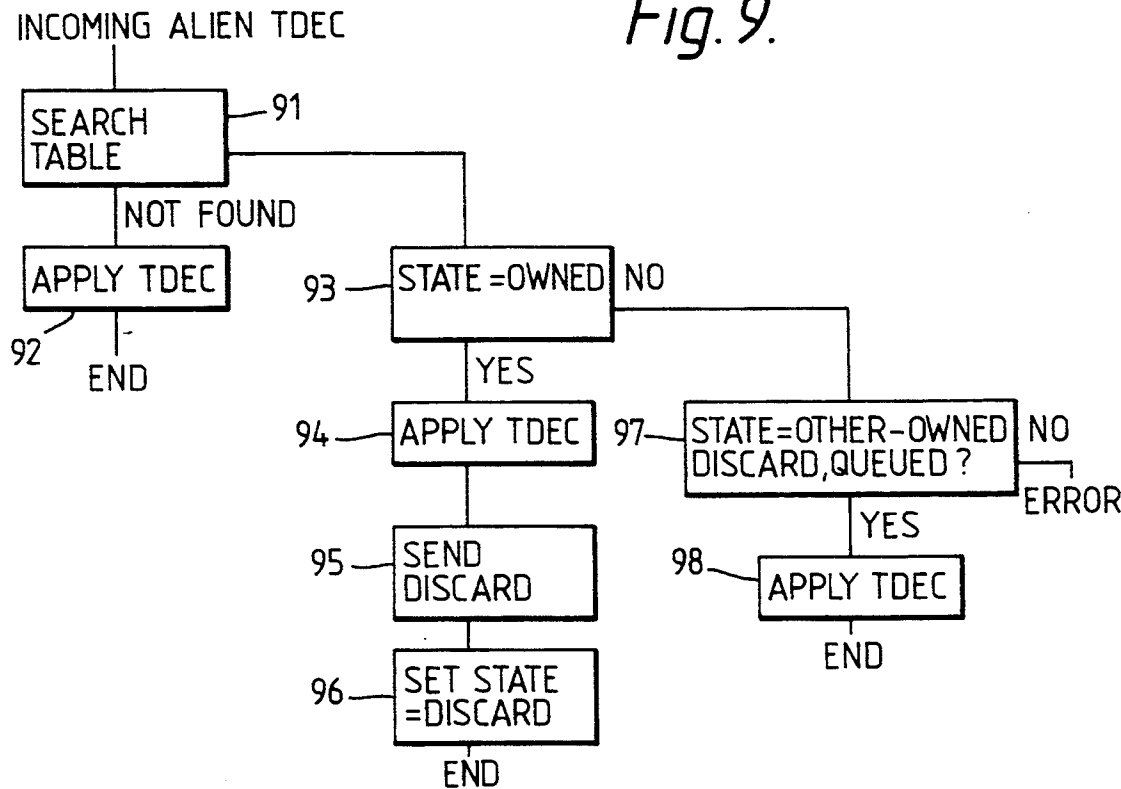 INCOMING ALIEN TDEC
Fig. 9.
91
SEARCH
TABLE
NOT FOUND
APPLY TDEC
92
END
93
STATE=OWNED
NO
YES
94
APPLY TDEC
95
SEND
DISCARD
96
SET STATE
=DISCARD
END
97
STATE=OTHER-OWNED
DISCARD,QUEUED?
NO
ERROR
YES
98
APPLY TDEC
END